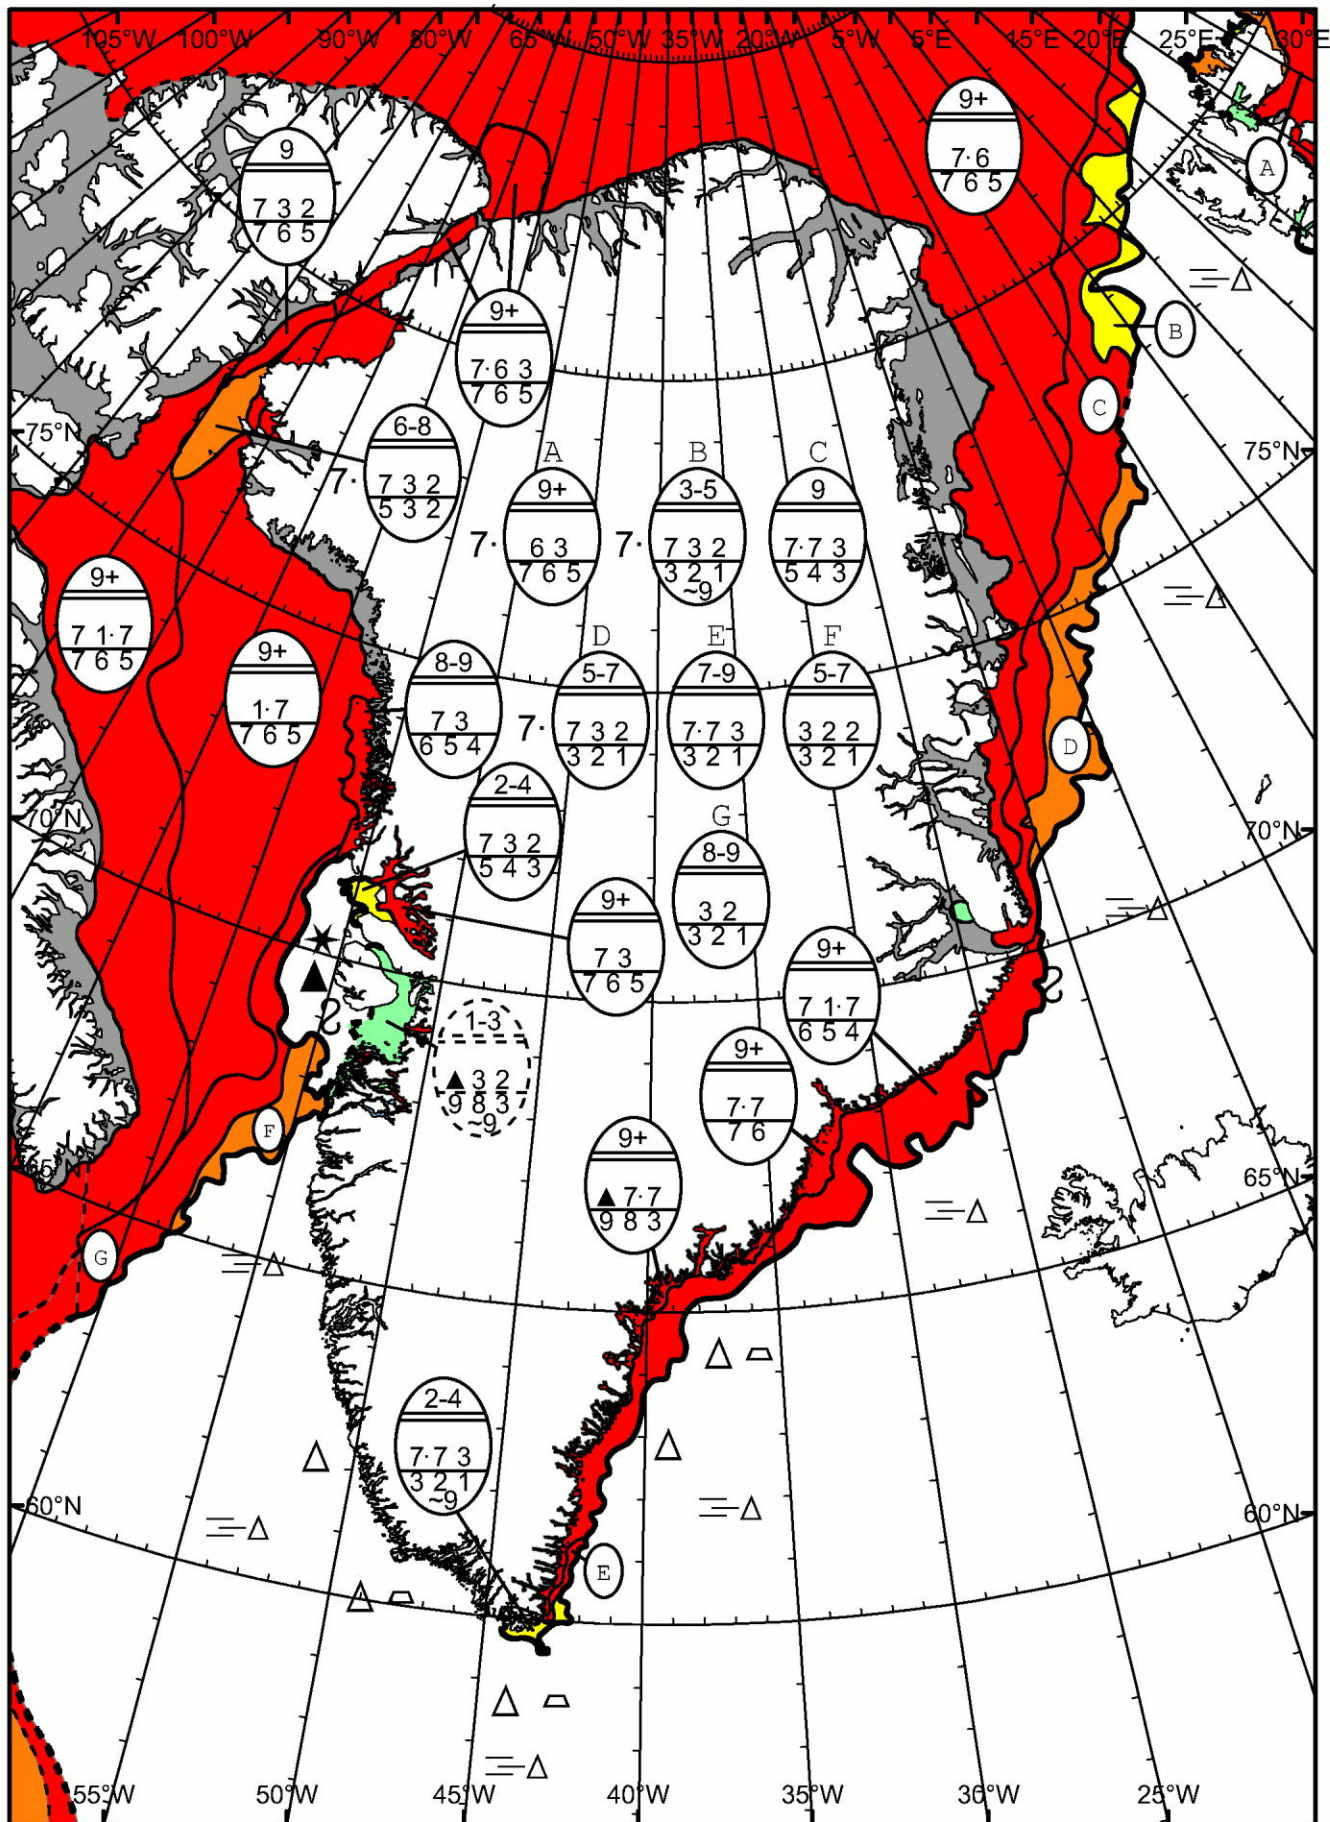 105°W 100°W 90°W 80°W 65°W 50°W 35°W 20°W 5°W 5°E 15°E 20°E 25°E 30°E
9+
7·6
7 6 5
9
7 3 2
7 6 5
A
9+
7·6 3
7 6 5
B
C
75°N
75°N
6-8
7· 7 3 2
5 3 2
A B C
9+
7· 6 3
7 6 5
3-5
7· 7 3 2
3 2 1
~9
9
7·7 3
5 4 3
9+
7 1·7
7 6 5
9+
1·7
7 6 5
8-9
7 3
6 5 4
D E F
5-7
7· 7 3 2
3 2 1
7-9
7·7 3
3 2 1
5-7
3 2 2
3 2 1
D
2-4
7 3 2
5 4 3
70°N
70°N
G
8-9
3 2
3 2 1
9+
7 3
7 6 5
9+
7 1·7
6 5 4
1-3
▲ 3 2
9 8 3
~9
9+
7·7
7 6
F
9+
▲ 7·7
9 8 3
65°N
65°N
G
2-4
7·7 3
3 2 1
~9
60°N
60°N
E
55°W 50°W 45°W 40°W 35°W 30°W 25°W